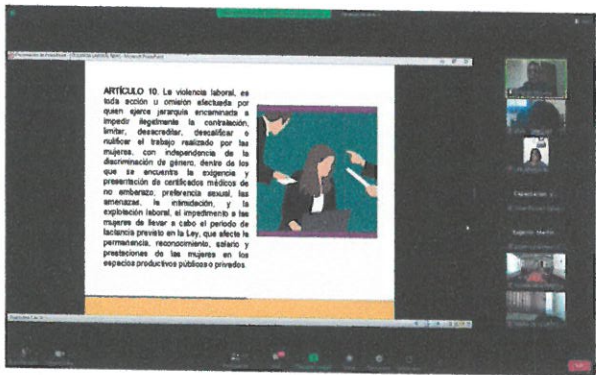 ARTÍCULO 10. La violencia laboral, es
toda acción u omisión efectuada por
quien ejerce jerarquía encaminada a
impedir ilegalmente la contratación,
limitar, desacreditar, descalificar o
nulificar el trabajo realizado por las
mujeres, con independencia de la
discriminación de género, dentro de los
que se encuentra la exigencia y
presentación de certificados médicos de
no embarazo; preferencia sexual, las
amenazas, la intimidación, y la
explotación laboral, el impedimento a las
mujeres de llevar a cabo el período de
lactancia previsto en la Ley, que afecte la
permanencia, reconocimiento, salario y
prestaciones de las mujeres en los
espacios productivos públicos o privados